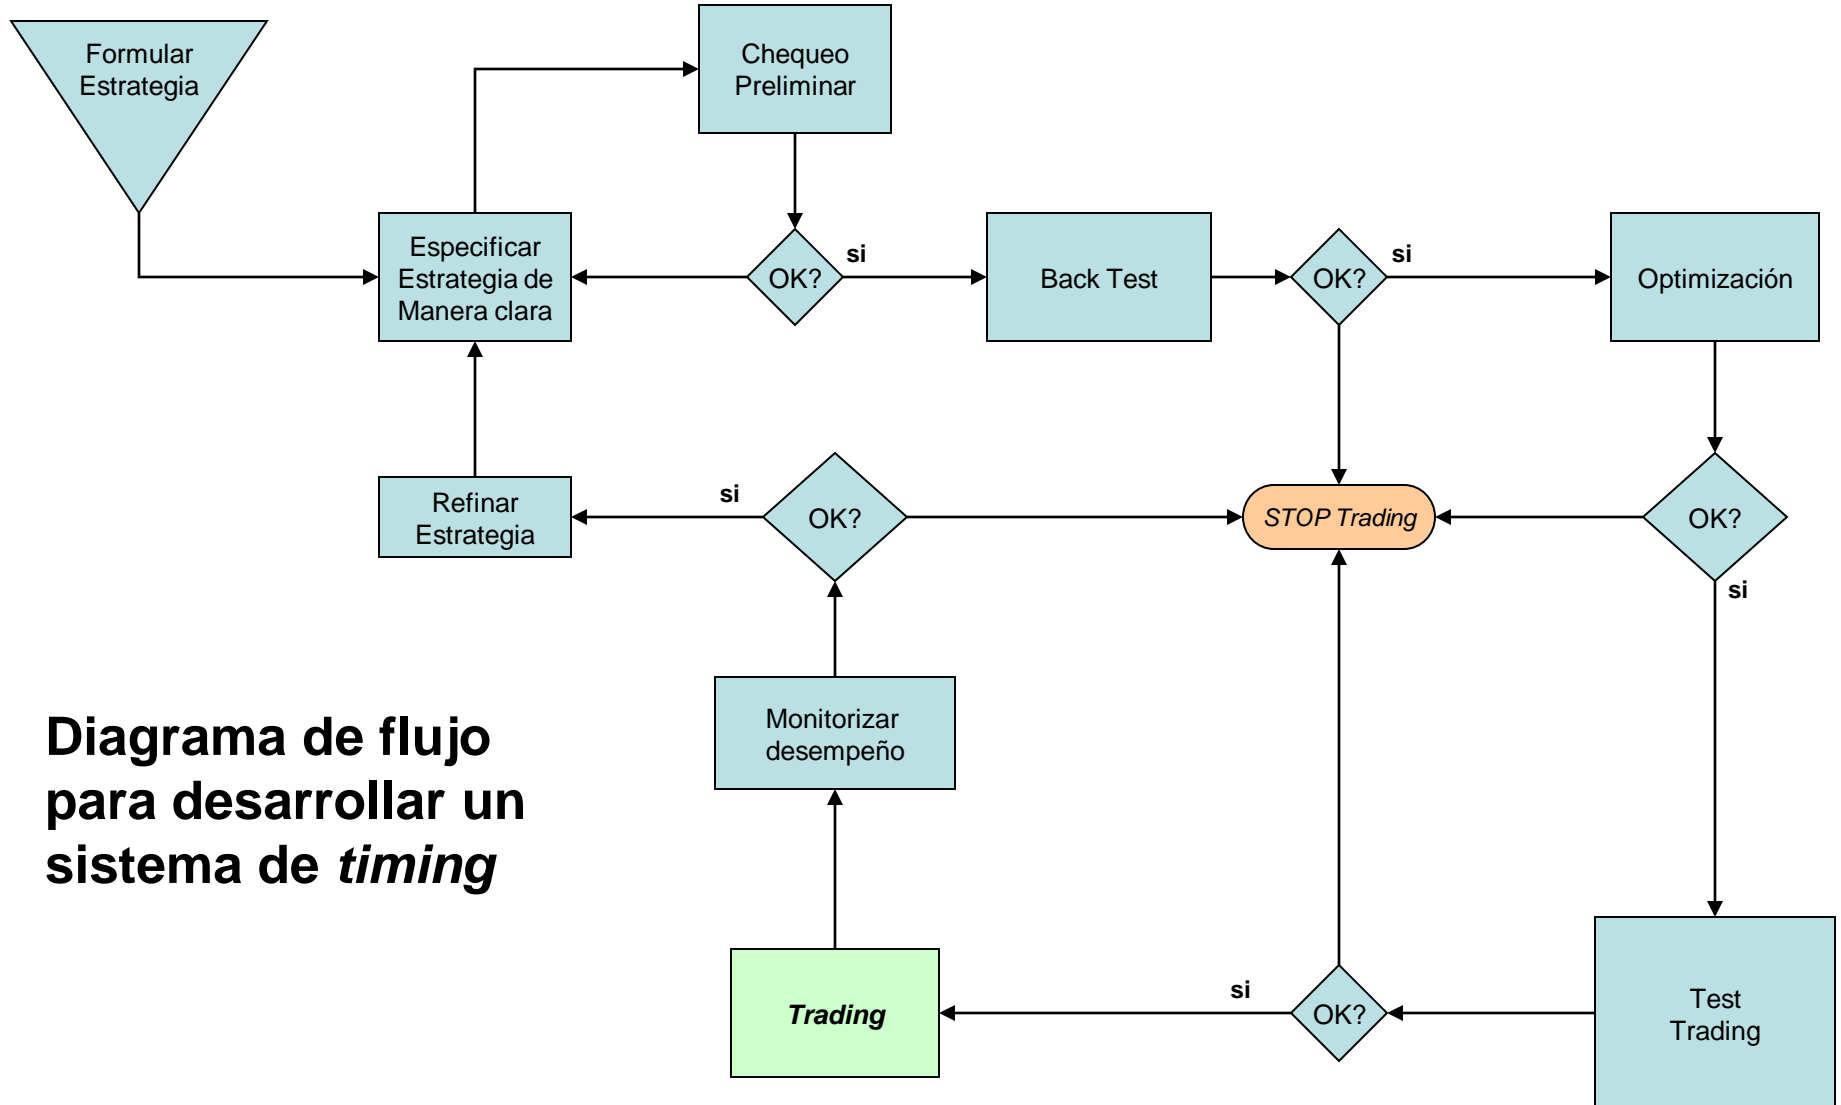 Formular
Estrategia
Chequeo
Preliminar
Especificar
Estrategia de
Manera clara
OK?
si
Back Test
OK?
si
Optimización
Refinar
Estrategia
si
OK?
STOP Trading
OK?
si
Monitorizar
desempeño
Diagrama de flujo
para desarrollar un
sistema de timing
Trading
si
OK?
Test
Trading